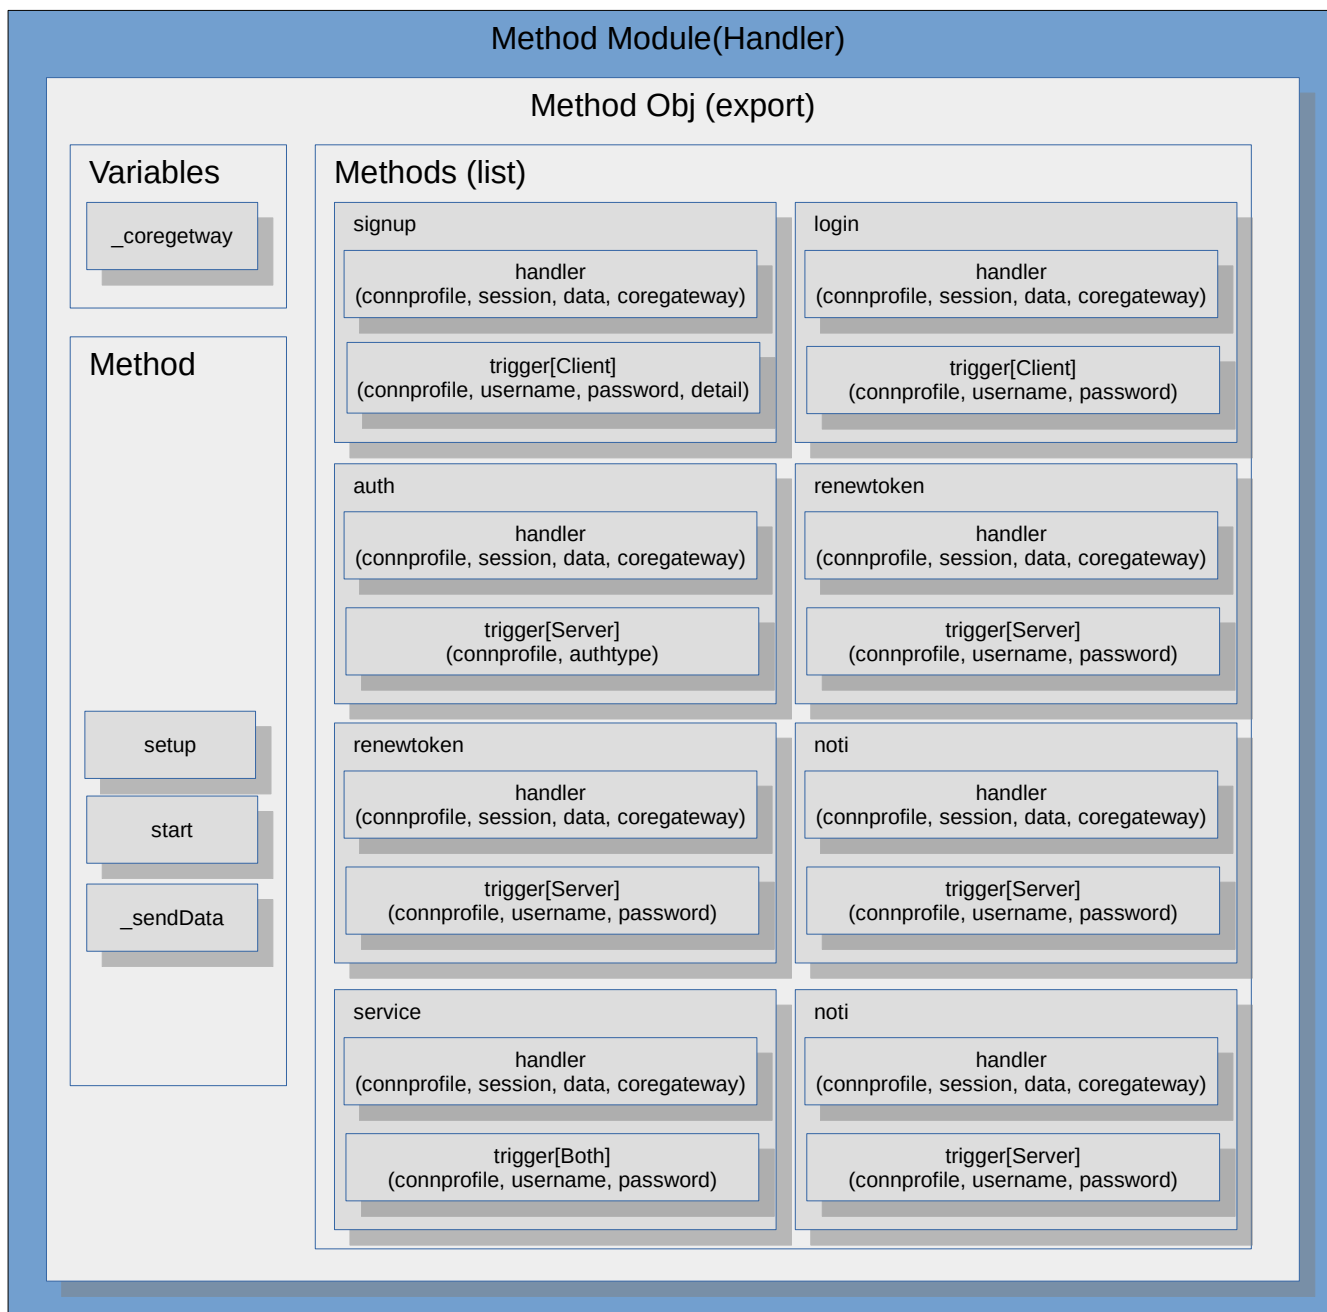 Method Module(Handler)
Method Obj (export)
Variables
_coregetway
Method
setup
start
_sendData
Methods (list)
signup
handler
(connprofile, session, data, coregateway)
trigger[Client]
(connprofile, username, password, detail)
login
handler
(connprofile, session, data, coregateway)
trigger[Client]
(connprofile, username, password)
auth
handler
(connprofile, session, data, coregateway)
trigger[Server]
(connprofile, authtype)
renewtoken
handler
(connprofile, session, data, coregateway)
trigger[Server]
(connprofile, username, password)
renewtoken
handler
(connprofile, session, data, coregateway)
trigger[Server]
(connprofile, username, password)
noti
handler
(connprofile, session, data, coregateway)
trigger[Server]
(connprofile, username, password)
service
handler
(connprofile, session, data, coregateway)
trigger[Both]
(connprofile, username, password)
noti
handler
(connprofile, session, data, coregateway)
trigger[Server]
(connprofile, username, password)